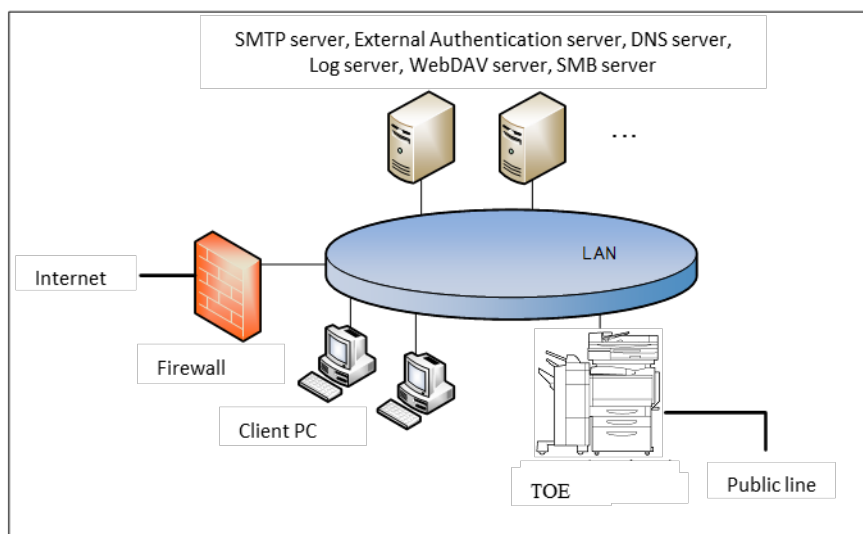 SMTP server, External Authentication server, DNS server,
Log server, WebDAV server, SMB server
...
LAN
Internet
Firewall
Client PC
TOE
Public line